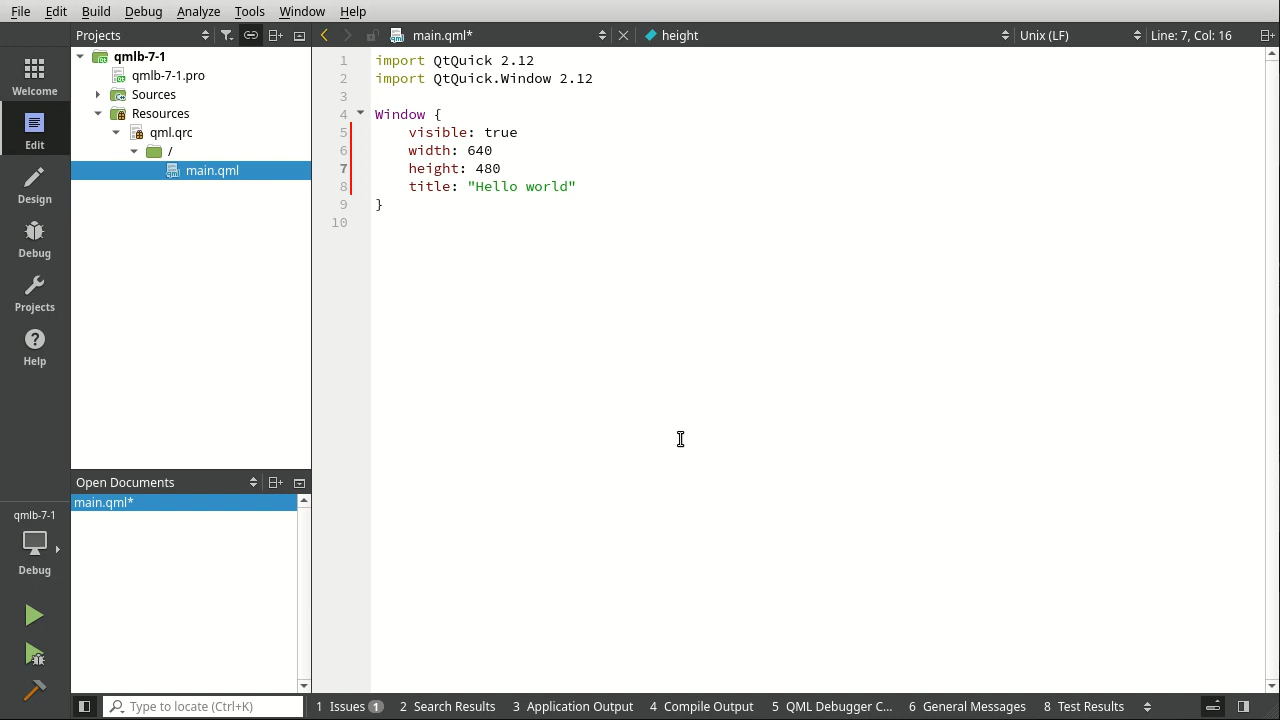 File Edit Build Debug Analyze Tools Window Help
Projects
main.qml*
height
Unix (LF)
Line: 7, Col: 16
Welcome
Edit
Design
Debug
Projects
Help
qmlb-7-1
Debug
qmlb-7-1
qmlb-7-1.pro
Sources
Resources
qml.qrc
/
main.qml
Open Documents
main.qml*
1 import QtQuick 2.12
2 import QtQuick.Window 2.12
3
4 Window {
5 visible: true
6 width: 640
7 height: 480
8 title: "Hello world"
9 }
10
Type to locate (Ctrl+K)
1 Issues 1
2 Search Results
3 Application Output
4 Compile Output
5 QML Debugger C...
6 General Messages
8 Test Results